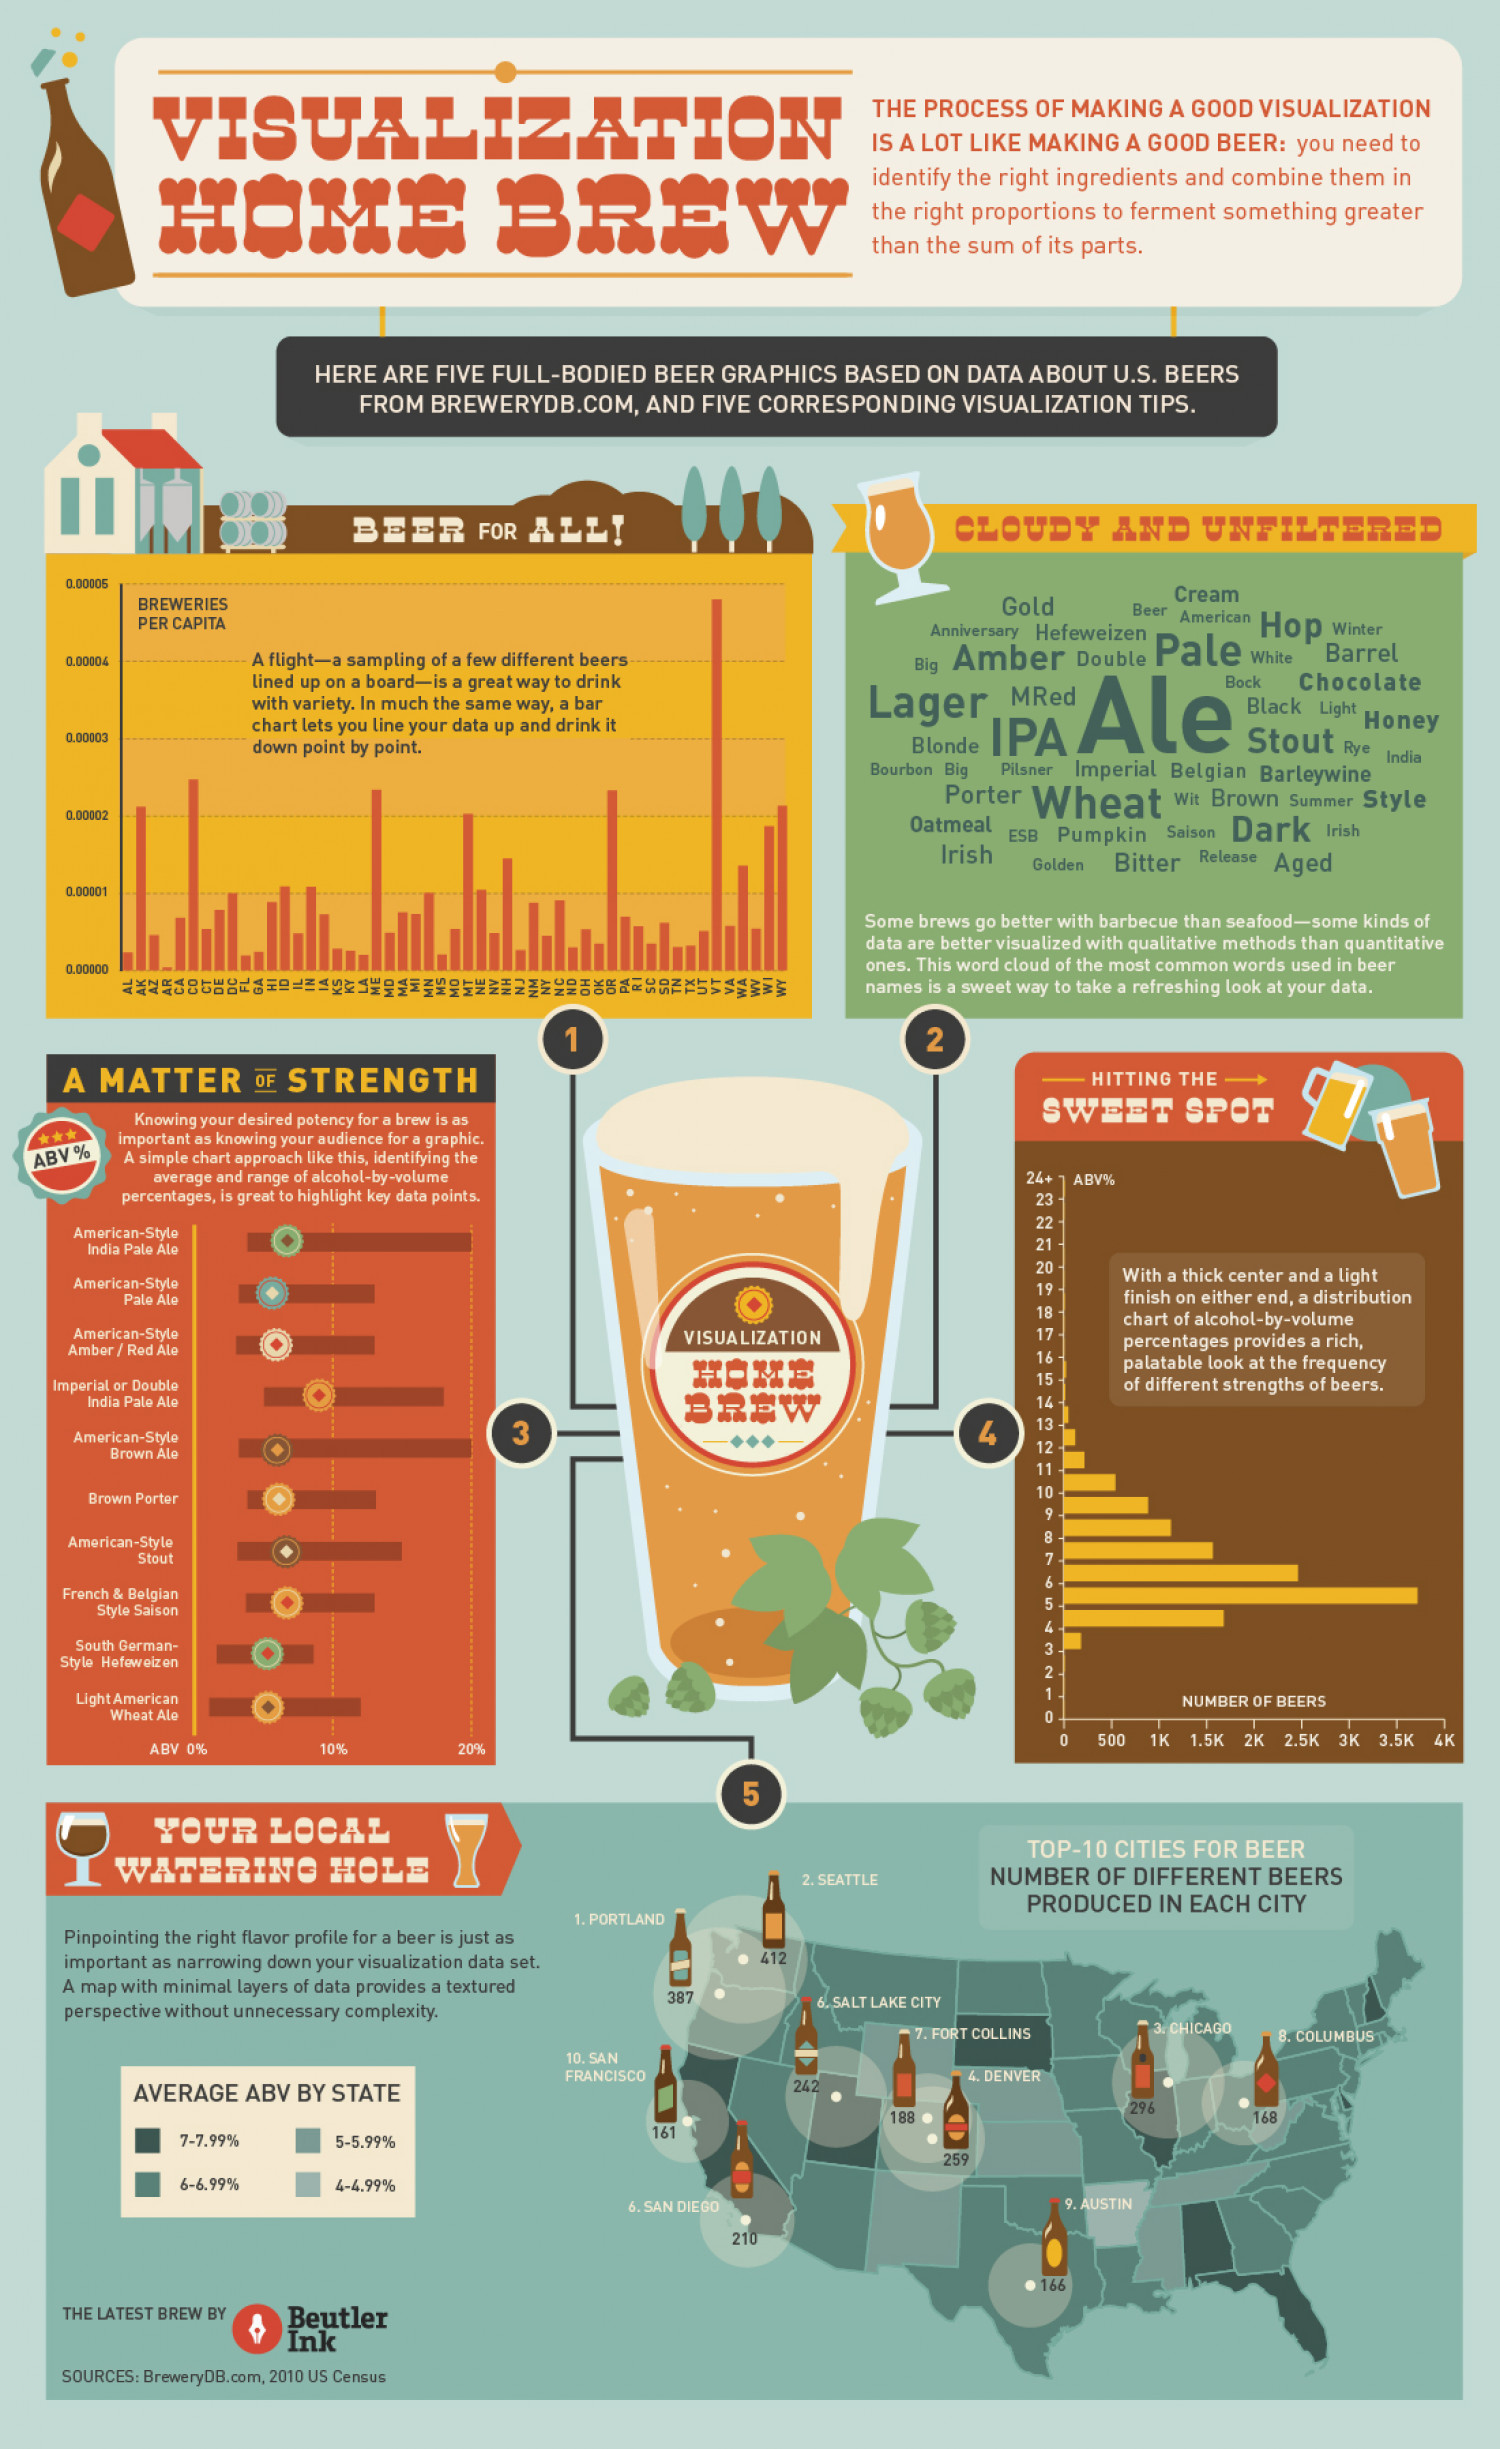 VISUALIZATION
HOME BREW
THE PROCESS OF MAKING A GOOD VISUALIZATION
IS A LOT LIKE MAKING A GOOD BEER: you need to
identify the right ingredients and combine them in
the right proportions to ferment something greater
than the sum of its parts.
HERE ARE FIVE FULL-BODIED BEER GRAPHICS BASED ON DATA ABOUT U.S. BEERS
FROM BREWERYDB.COM, AND FIVE CORRESPONDING VISUALIZATION TIPS.
BEER FOR ALL!
0.00005
0.00004
0.00003
0.00002
0.00001
0.00000
BREWERIES
PER CAPITA
A flight—a sampling of a few different beers
lined up on a board—is a great way to drink
with variety. In much the same way, a bar
chart lets you line your data up and drink it
down point by point.
AL AK AZ AR CA CO CT DE DC FL GA HI ID IL IN IA KS KY LA ME MD MA MI MN MS MO MT NE NV NH NJ NM NY NC ND OH OK OR PA RI SC SD TN TX UT VT VA WA WV WI WY
CLOUDY AND UNFILTERED
Gold Beer Cream
Anniversary Hefeweizen American Hop Winter
Big Amber Double Pale White Barrel
Lager MRed Ale Bock Chocolate
Black Light Honey
Blonde IPA Stout Rye India
Bourbon Big Pilsner Imperial Belgian Barleywine
Porter Wheat Wit Brown Summer Style
Oatmeal ESB Pumpkin Saison Dark Irish
Irish Golden Bitter Release Aged
Some brews go better with barbecue than seafood—some kinds of
data are better visualized with qualitative methods than quantitative
ones. This word cloud of the most common words used in beer
names is a sweet way to take a refreshing look at your data.
1
2
A MATTER OF STRENGTH
ABV %
Knowing your desired potency for a brew is as
important as knowing your audience for a graphic.
A simple chart approach like this, identifying the
average and range of alcohol-by-volume
percentages, is great to highlight key data points.
American-Style
India Pale Ale
American-Style
Pale Ale
American-Style
Amber / Red Ale
Imperial or Double
India Pale Ale
American-Style
Brown Ale
Brown Porter
American-Style
Stout
French & Belgian
Style Saison
South German-
Style Hefeweizen
Light American
Wheat Ale
ABV 0% 10% 20%
VISUALIZATION
HOME
BREW
3
4
HITTING THE
SWEET SPOT
24+ ABV%
23
22
21
20
19
18
17
16
15
14
13
12
11
10
9
8
7
6
5
4
3
2
1
0
With a thick center and a light
finish on either end, a distribution
chart of alcohol-by-volume
percentages provides a rich,
palatable look at the frequency
of different strengths of beers.
NUMBER OF BEERS
0 500 1K 1.5K 2K 2.5K 3K 3.5K 4K
5
YOUR LOCAL
WATERING HOLE
Pinpointing the right flavor profile for a beer is just as
important as narrowing down your visualization data set.
A map with minimal layers of data provides a textured
perspective without unnecessary complexity.
TOP-10 CITIES FOR BEER
NUMBER OF DIFFERENT BEERS
PRODUCED IN EACH CITY
2. SEATTLE
412
1. PORTLAND
387
6. SALT LAKE CITY
242
7. FORT COLLINS
188
4. DENVER
259
3. CHICAGO
296
8. COLUMBUS
168
10. SAN
FRANCISCO
161
6. SAN DIEGO
210
9. AUSTIN
166
AVERAGE ABV BY STATE
7-7.99% 5-5.99%
6-6.99% 4-4.99%
THE LATEST BREW BY Beutler
Ink
SOURCES: BreweryDB.com, 2010 US Census